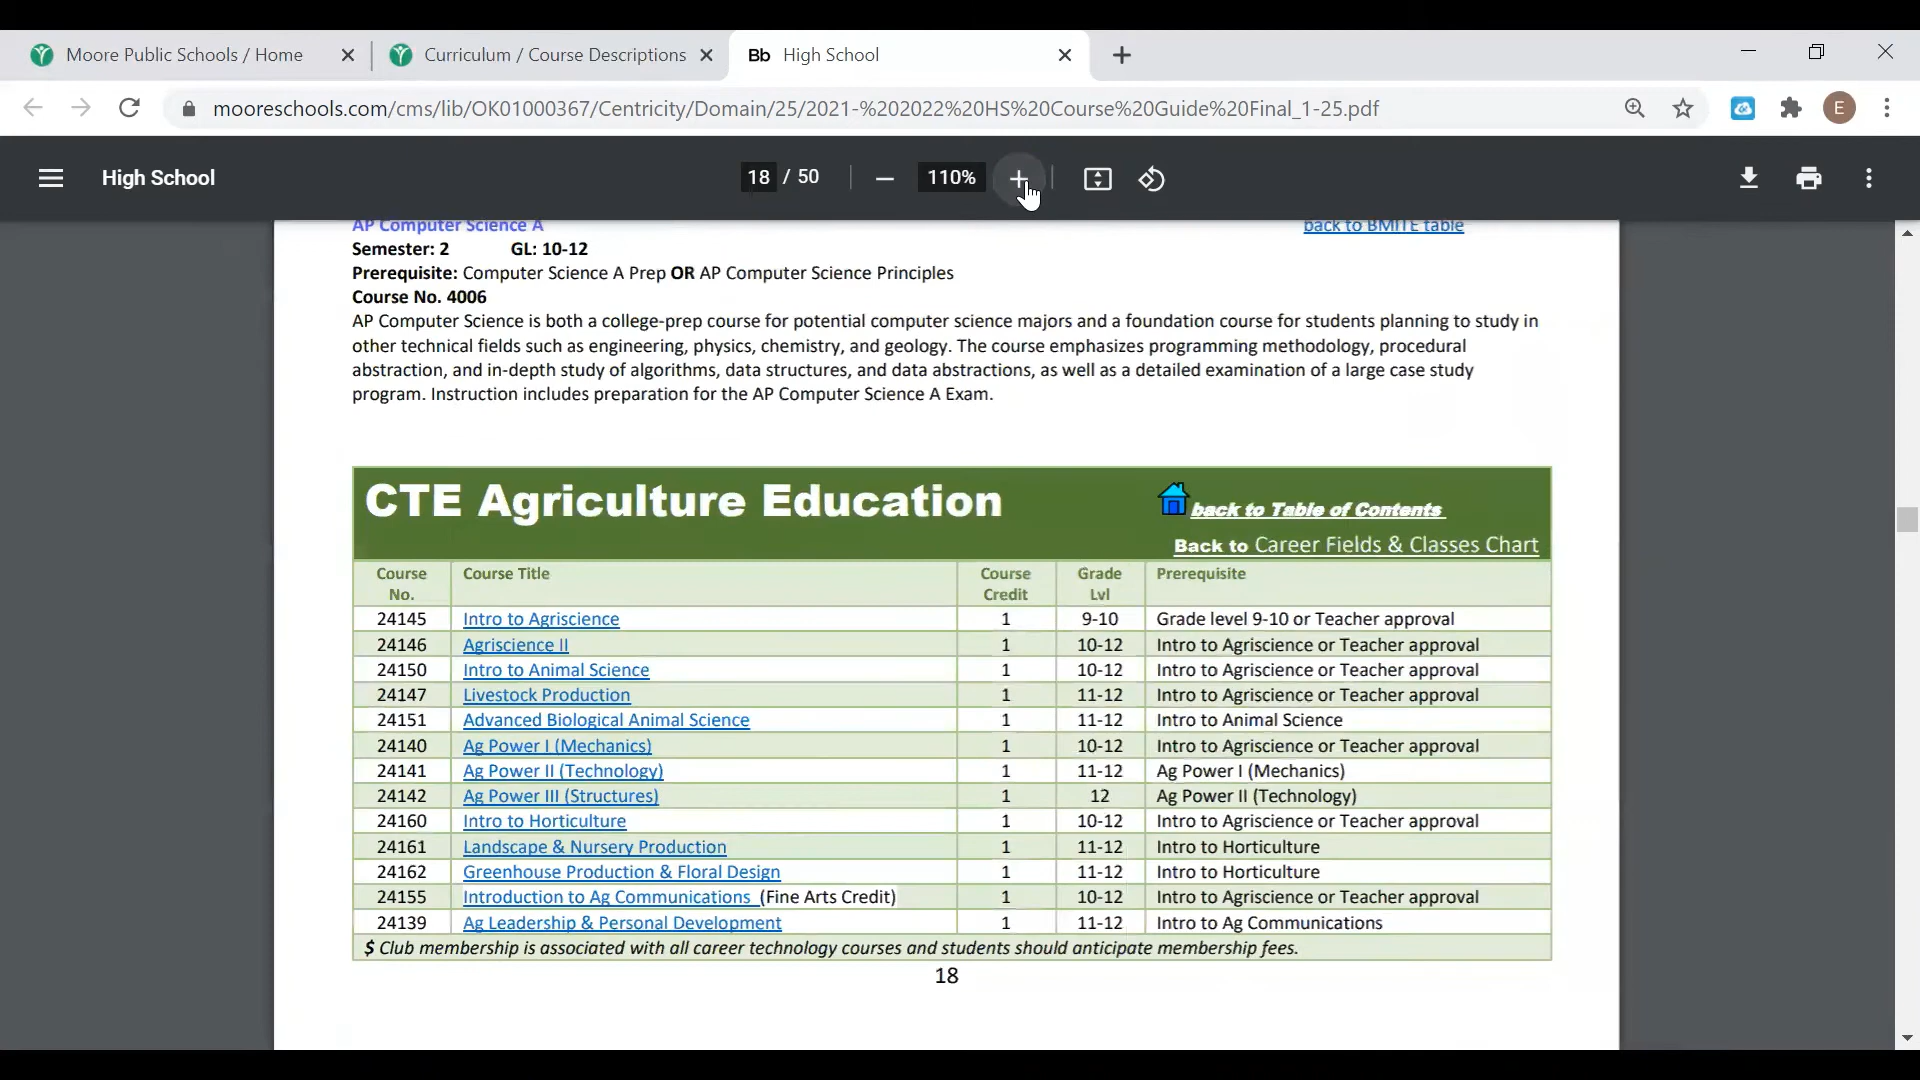 Moore Public Schools / Home
Curriculum / Course Descriptions
Bb High School
mooreschools.com/cms/lib/OK01000367/Centricity/Domain/25/2021-%202022%20HS%20Course%20Guide%20Final_1-25.pdf
E
High School
18 / 50
110%
AP Computer Science A
back to BMITE table
Semester: 2 GL: 10-12
Prerequisite: Computer Science A Prep OR AP Computer Science Principles
Course No. 4006
AP Computer Science is both a college-prep course for potential computer science majors and a foundation course for students planning to study in
other technical fields such as engineering, physics, chemistry, and geology. The course emphasizes programming methodology, procedural
abstraction, and in-depth study of algorithms, data structures, and data abstractions, as well as a detailed examination of a large case study
program. Instruction includes preparation for the AP Computer Science A Exam.
CTE Agriculture Education
back to Table of Contents
Back to Career Fields & Classes Chart
Course No. Course Title Course Credit Grade Lvl Prerequisite
24145 Intro to Agriscience 1 9-10 Grade level 9-10 or Teacher approval
24146 Agriscience II 1 10-12 Intro to Agriscience or Teacher approval
24150 Intro to Animal Science 1 10-12 Intro to Agriscience or Teacher approval
24147 Livestock Production 1 11-12 Intro to Agriscience or Teacher approval
24151 Advanced Biological Animal Science 1 11-12 Intro to Animal Science
24140 Ag Power I (Mechanics) 1 10-12 Intro to Agriscience or Teacher approval
24141 Ag Power II (Technology) 1 11-12 Ag Power I (Mechanics)
24142 Ag Power III (Structures) 1 12 Ag Power II (Technology)
24160 Intro to Horticulture 1 10-12 Intro to Agriscience or Teacher approval
24161 Landscape & Nursery Production 1 11-12 Intro to Horticulture
24162 Greenhouse Production & Floral Design 1 11-12 Intro to Horticulture
24155 Introduction to Ag Communications (Fine Arts Credit) 1 10-12 Intro to Agriscience or Teacher approval
24139 Ag Leadership & Personal Development 1 11-12 Intro to Ag Communications
$ Club membership is associated with all career technology courses and students should anticipate membership fees.
18